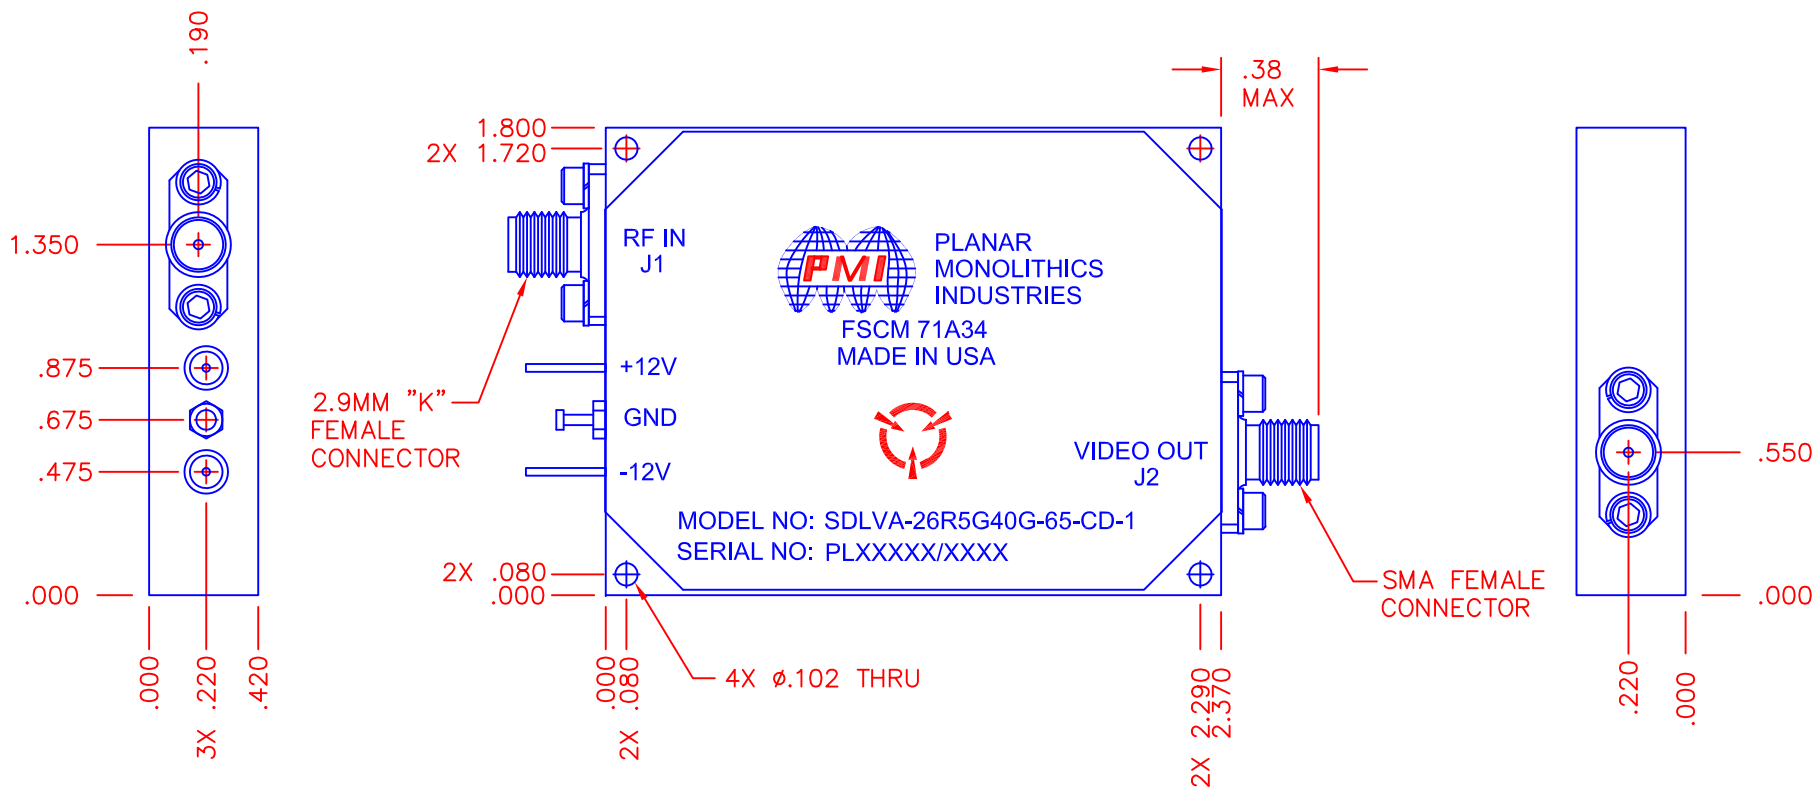 .190
1.350
.875
.675
.475
.000
.000
3X .220
.420
1.800
2X 1.720
2.9MM "K"
FEMALE
CONNECTOR
2X .080
.000
RF IN
J1
+12V
GND
-12V
PMI
PLANAR
MONOLITHICS
INDUSTRIES
FSCM 71A34
MADE IN USA
VIDEO OUT
J2
MODEL NO: SDLVA-26R5G40G-65-CD-1
SERIAL NO: PLXXXXX/XXXX
.38
MAX
SMA FEMALE
CONNECTOR
4X ø.102 THRU
.000
2X .080
2X 2.290
2.370
.550
.000
.220
.000